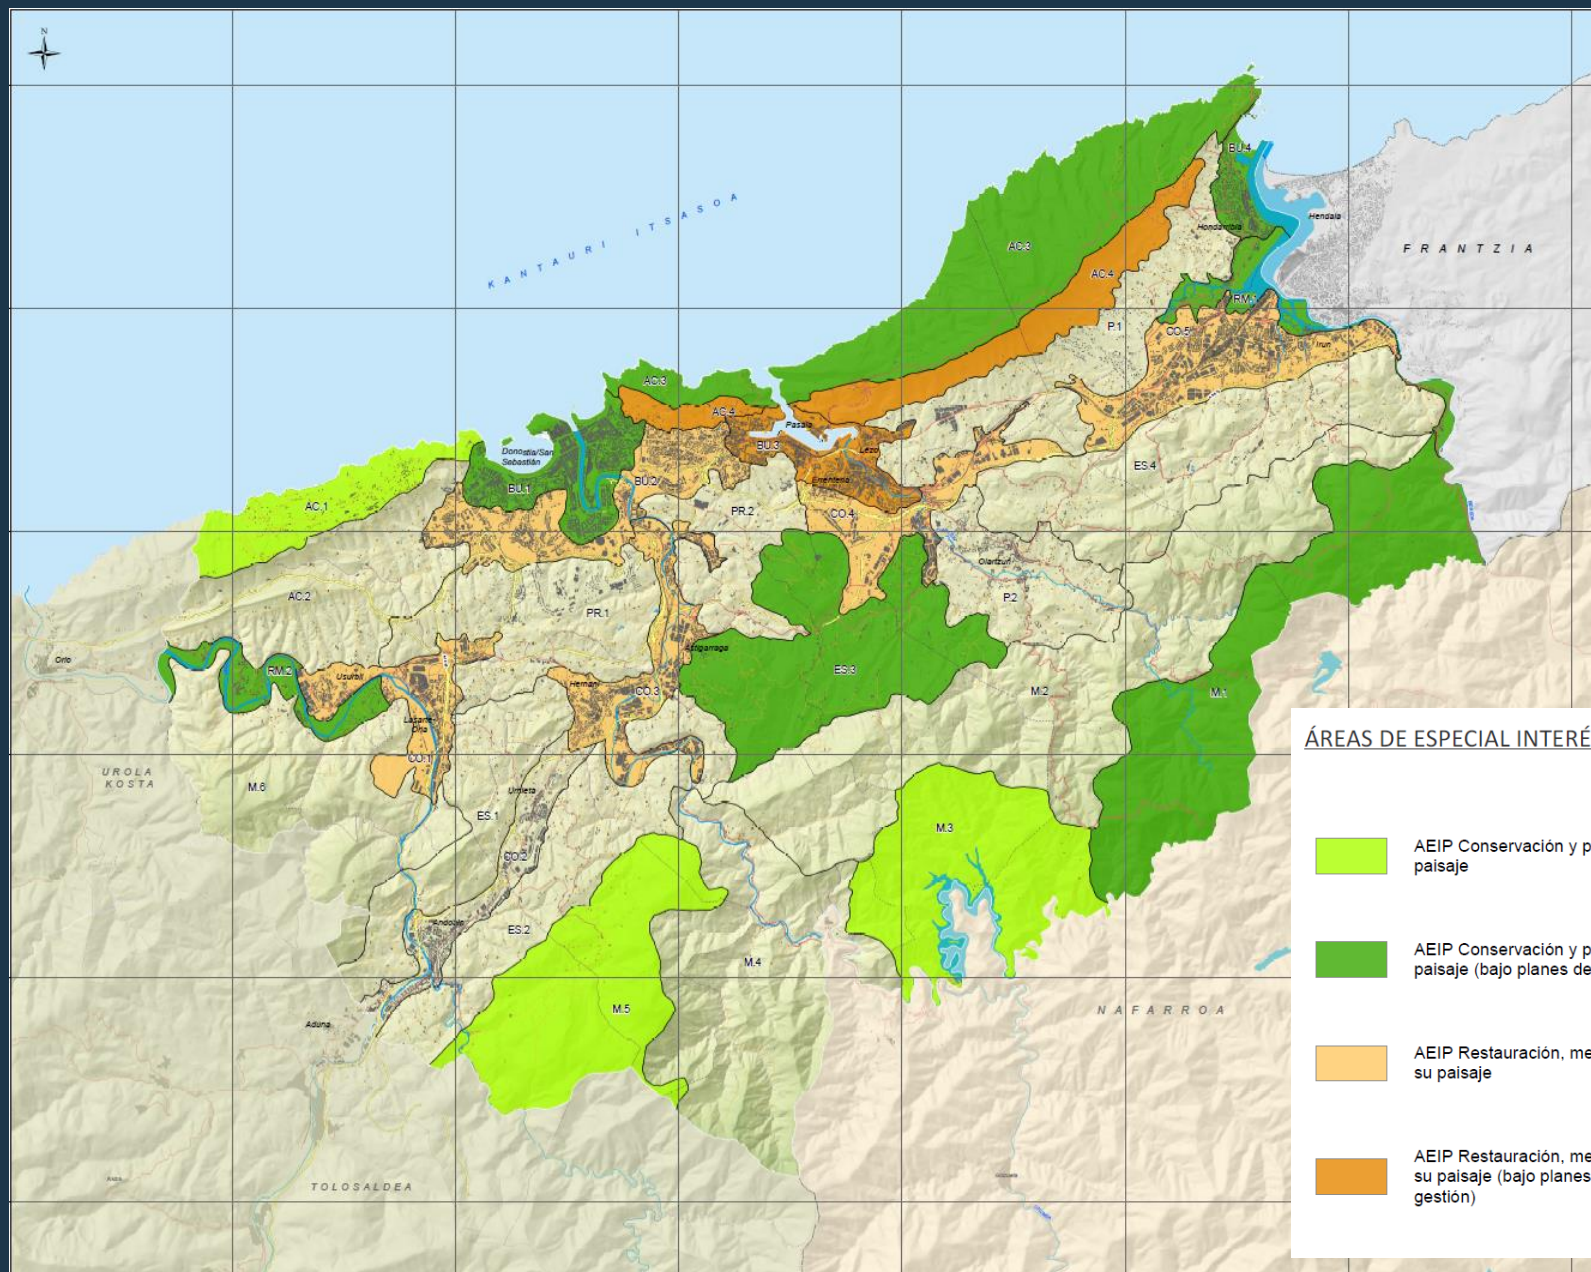 N
KANTAURI ITSASOA
FRANTZIA
Hendaia
BU.4
Hondarribia
AC.3
AC.4
RM.1
P.1
CO.5
Irun
AC.3
AC.4
Pasaia
BU.3
Lezo
Donostia/San
Sebastián
BU.1
BU.2
Errenteria
ES.4
AC.1
PR.2
CO.4
Oiartzun
P.2
AC.2
PR.1
Orio
Astigarraga
RM.2
Usurbil
ES.3
Hernani
CO.3
M.2
M.1
Lasarte-
Oria
CO.1
UROLA
KOSTA
M.6
Urnieta
ES.1
M.3
CO.2
Andoain
ES.2
M.4
M.5
NAFARROA
Aduna
TOLOSALDEA
ÁREAS DE ESPECIAL INTERÉ
AEIP Conservación y p
paisaje
AEIP Conservación y p
paisaje (bajo planes de
AEIP Restauración, me
su paisaje
AEIP Restauración, me
su paisaje (bajo planes
gestión)